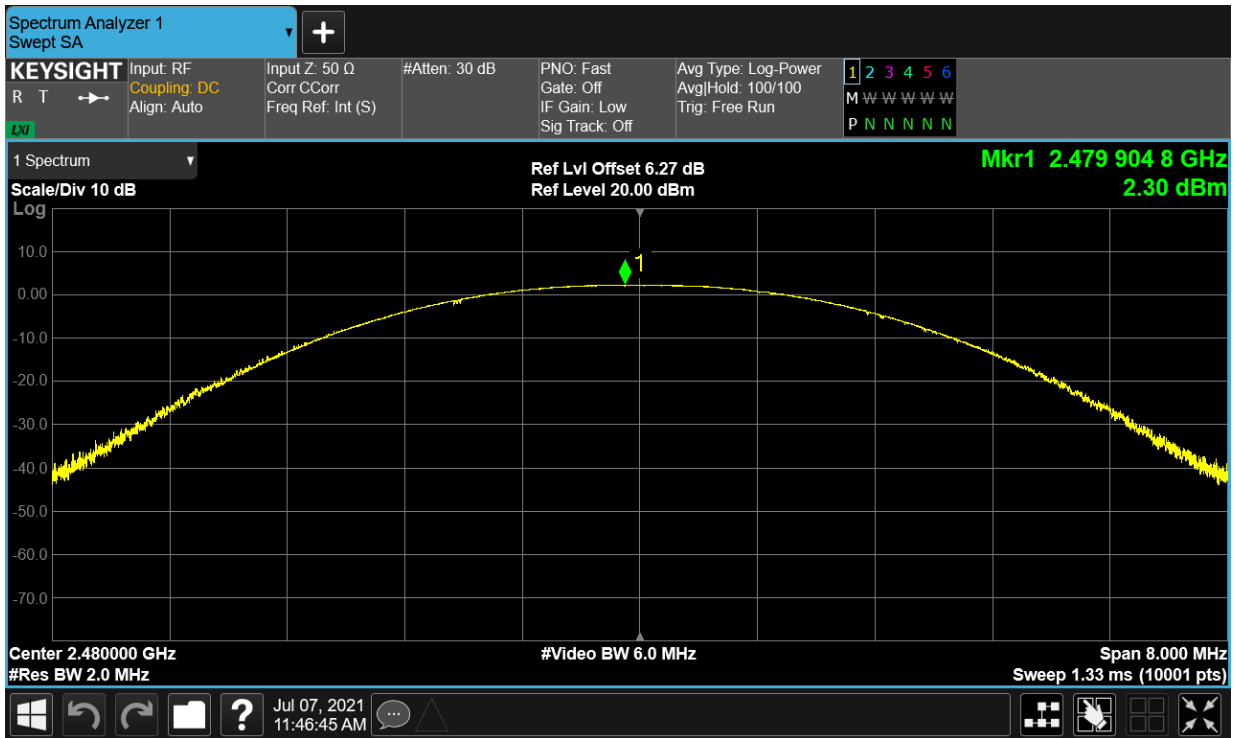 Spectrum Analyzer 1
Swept SA
KEYSIGHT
R T
LXI
Input: RF
Coupling: DC
Align: Auto
Input Z: 50 Ω
Corr CCorr
Freq Ref: Int (S)
#Atten: 30 dB
PNO: Fast
Gate: Off
IF Gain: Low
Sig Track: Off
Avg Type: Log-Power
Avg|Hold: 100/100
Trig: Free Run
1 2 3 4 5 6
M W W W W W
P N N N N N
1 Spectrum
Scale/Div 10 dB
Log
Ref Lvl Offset 6.27 dB
Ref Level 20.00 dBm
Mkr1 2.479 904 8 GHz
2.30 dBm
10.0
0.00
-10.0
-20.0
-30.0
-40.0
-50.0
-60.0
-70.0
1
Center 2.480000 GHz
#Res BW 2.0 MHz
#Video BW 6.0 MHz
Span 8.000 MHz
Sweep 1.33 ms (10001 pts)
?
Jul 07, 2021
11:46:45 AM